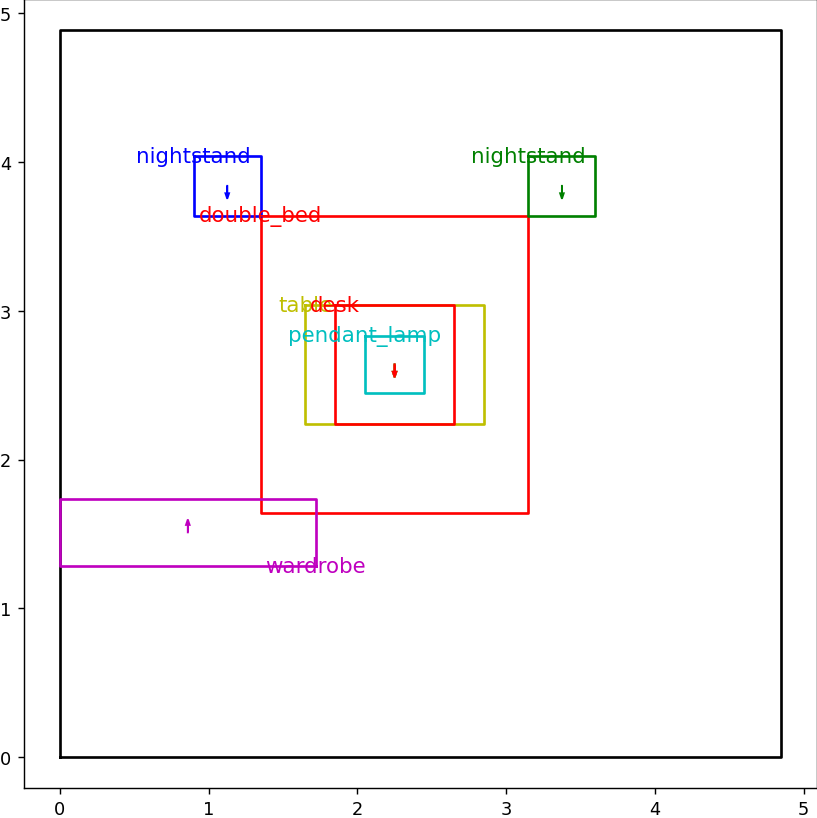 5
nightstand
nightstand
4
double_bed
3
table
desk
pendant_lamp
2
wardrobe
1
0
0 1 2 3 4 5